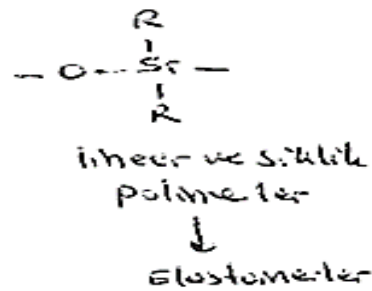 R
– O – Si –
R
lineer ve siklik
polimerler
↓
Elastomerler